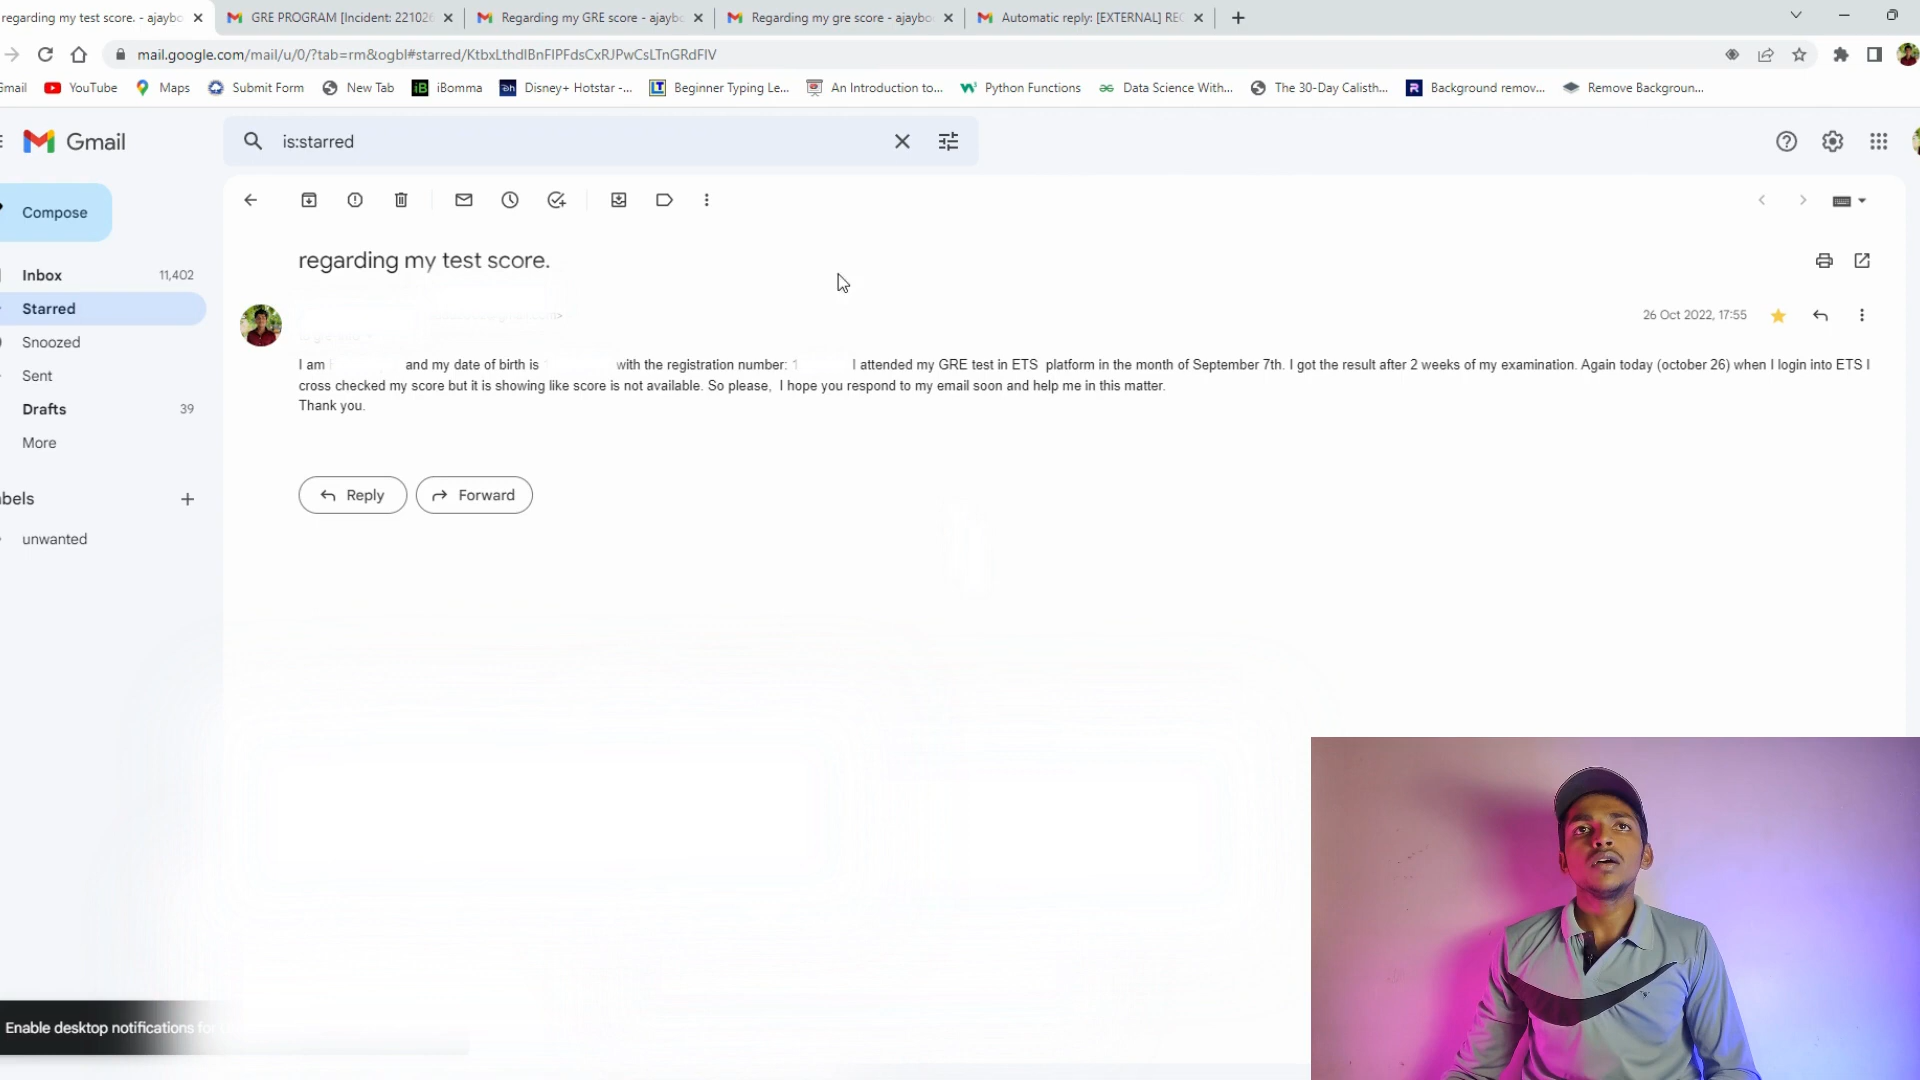 regarding my test score. - ajaybo
GRE PROGRAM [Incident: 221026
Regarding my GRE score - ajaybo
Regarding my gre score - ajaybo
Automatic reply: [EXTERNAL] RE
mail.google.com/mail/u/0/?tab=rm&ogbl#starred/KtbxLthdlBnFlPFdsCxRJPwCsLTnGRdFlV
Gmail
YouTube
Maps
Submit Form
New Tab
iBomma
Disney+ Hotstar -...
Beginner Typing Le...
An Introduction to...
Python Functions
Data Science With...
The 30-Day Calisth...
Background remov...
Remove Backgroun...
Gmail
is:starred
Compose
Inbox 11,402
Starred
Snoozed
Sent
Drafts 39
More
abels
unwanted
regarding my test score.
26 Oct 2022, 17:55
I am and my date of birth is with the registration number: I attended my GRE test in ETS platform in the month of September 7th. I got the result after 2 weeks of my examination. Again today (october 26) when I login into ETS I
cross checked my score but it is showing like score is not available. So please, I hope you respond to my email soon and help me in this matter.
Thank you.
Reply
Forward
Enable desktop notifications for